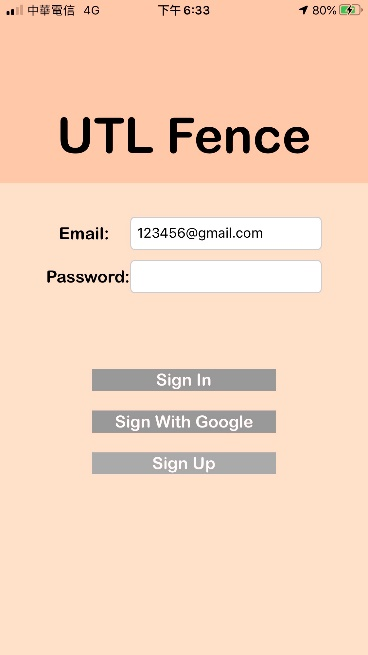 中華電信 4G 下午 6:33 80%
UTL Fence
Email: 123456@gmail.com
Password:
Sign In
Sign With Google
Sign Up